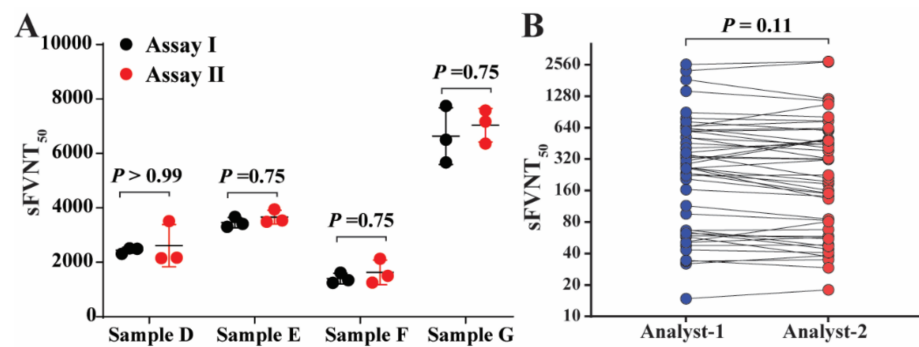 A
sFVNT50
10000
8000
6000
4000
2000
0
Assay I
Assay II
P > 0.99
P =0.75
P =0.75
P =0.75
Sample D Sample E Sample F Sample G
B
P = 0.11
sFVNT50
2560
1280
640
320
160
80
40
20
10
Analyst-1 Analyst-2